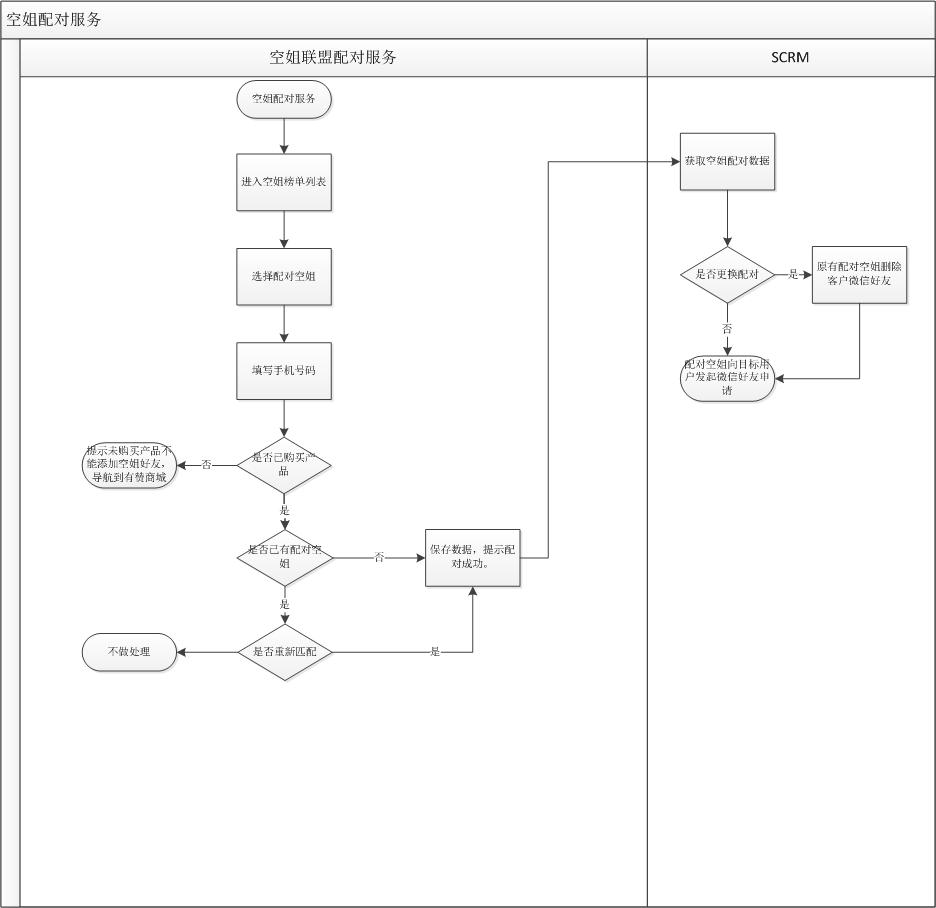 空姐配对服务
空姐联盟配对服务
SCRM
空姐配对服务
进入空姐榜单列表
选择配对空姐
填写手机号码
是否已购买产
品
否
提示未购买产品不
能添加空姐好友，
导航到有赞商城
是
是否已有配对空
姐
否
保存数据，提示配
对成功。
是
是否重新匹配
是
不做处理
获取空姐配对数据
是否更换配对
是
原有配对空姐删除
客户微信好友
否
配对空姐向目标用
户发起微信好友申
请